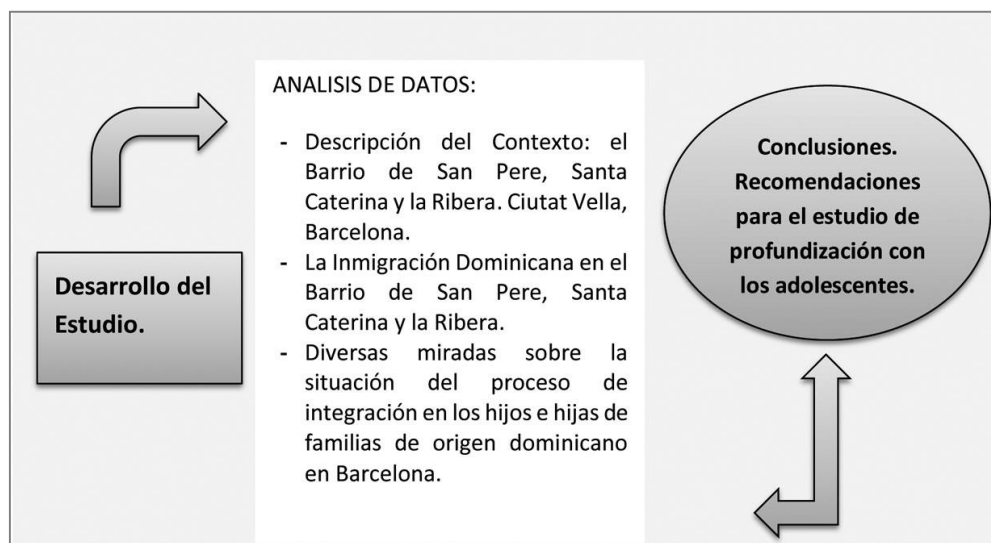 Desarrollo del
Estudio.
ANALISIS DE DATOS:
- Descripción del Contexto: el
Barrio de San Pere, Santa
Caterina y la Ribera. Ciutat Vella,
Barcelona.
- La Inmigración Dominicana en el
Barrio de San Pere, Santa
Caterina y la Ribera.
- Diversas miradas sobre la
situación del proceso de
integración en los hijos e hijas de
familias de origen dominicano
en Barcelona.
Conclusiones.
Recomendaciones
para el estudio de
profundización con
los adolescentes.